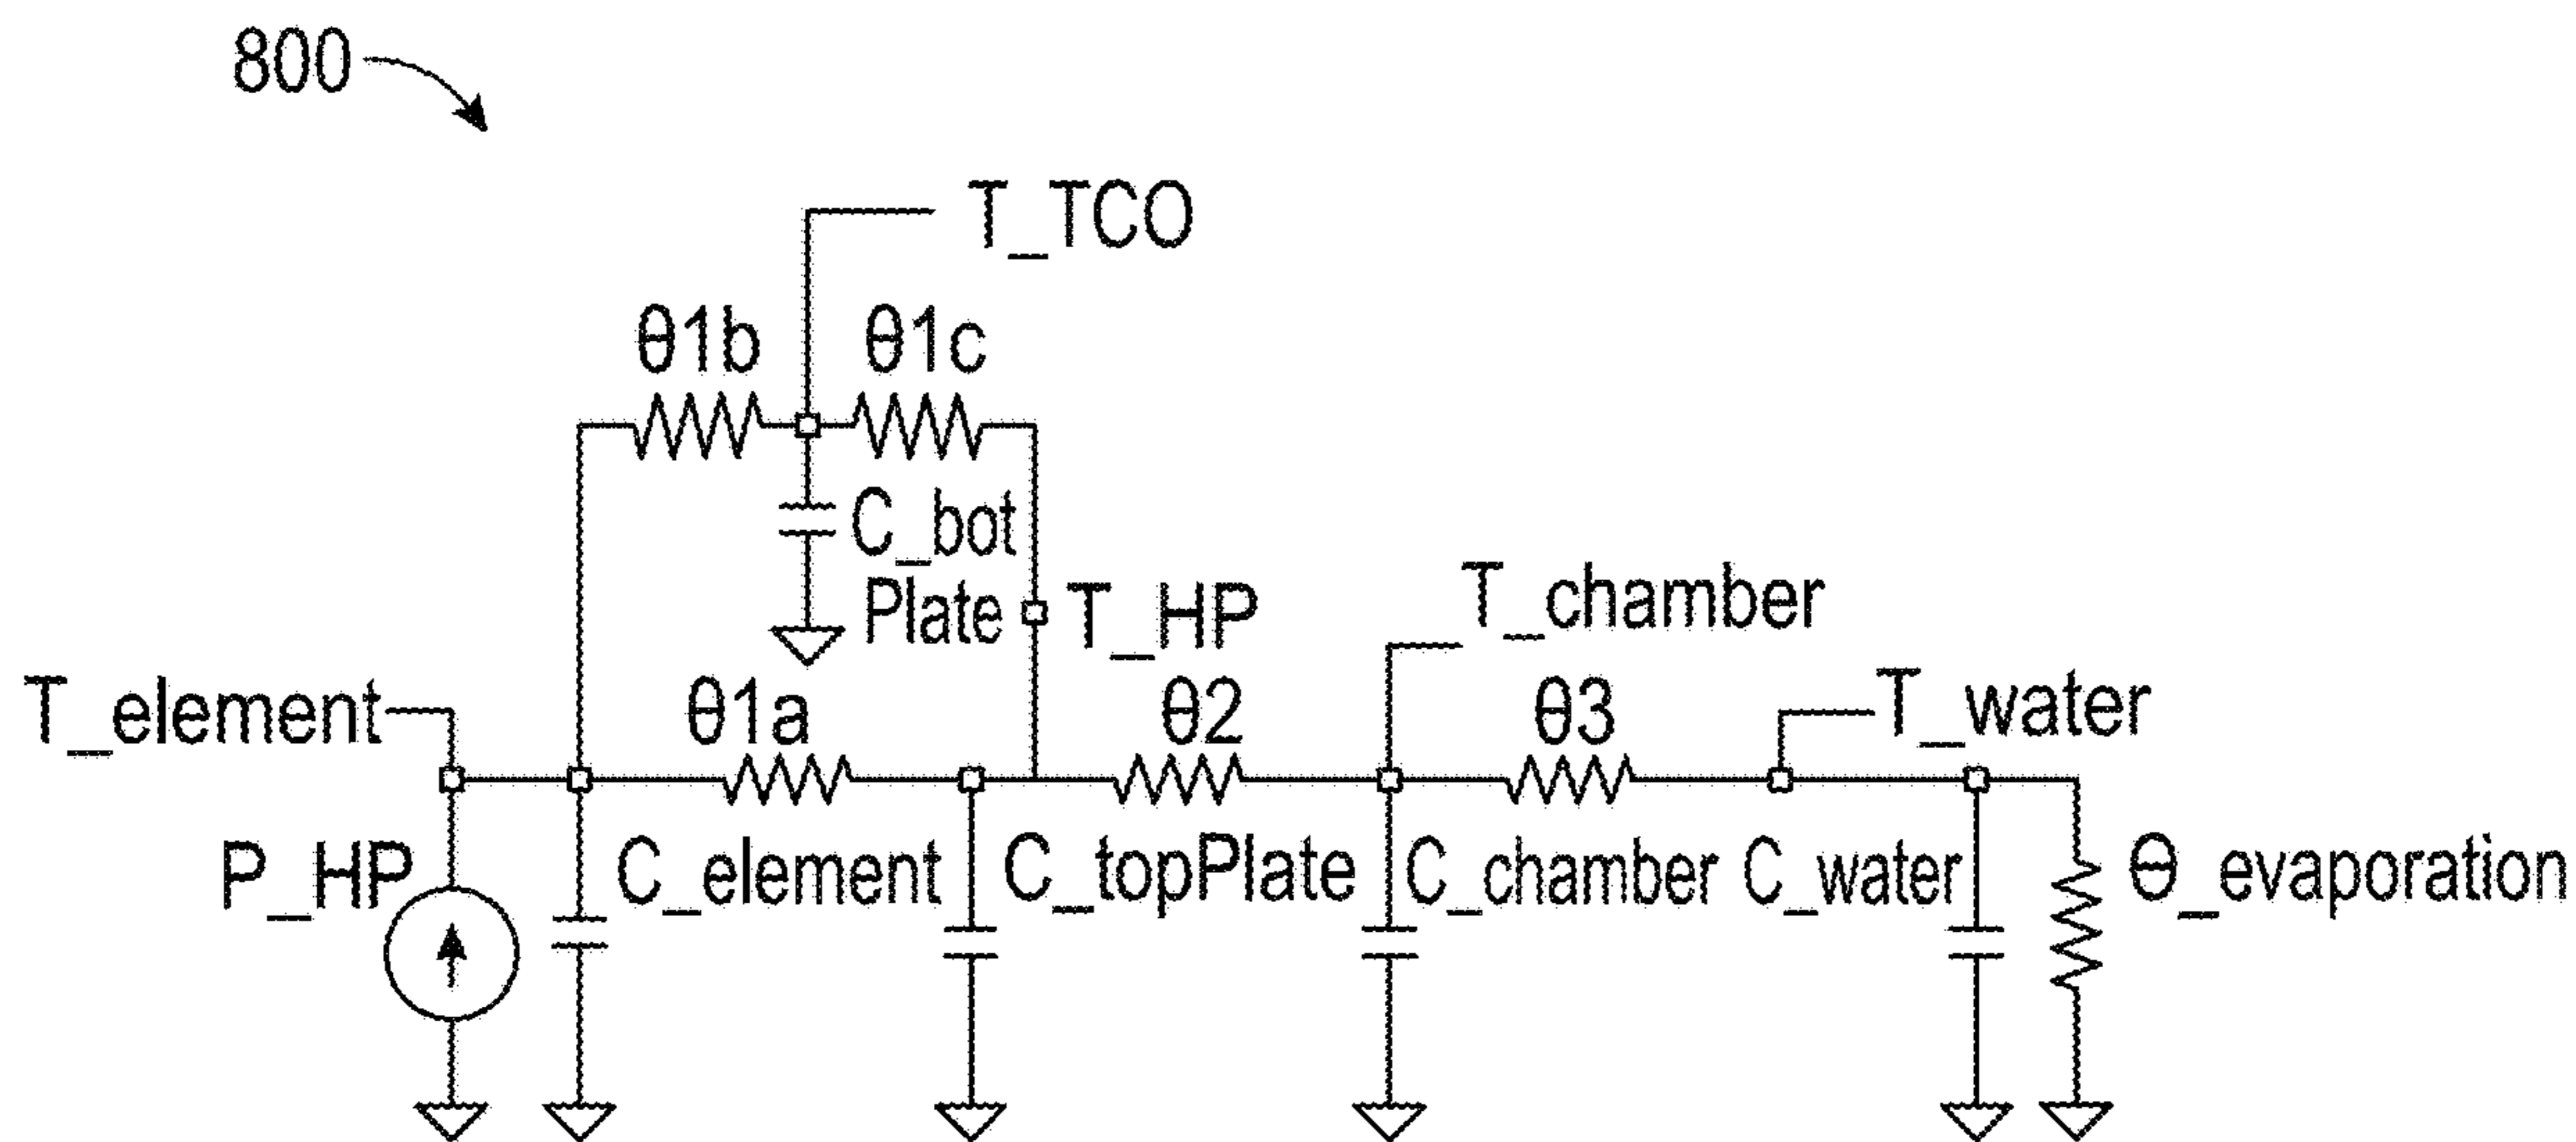 800
T_TCO
θ1b
θ1c
C_bot
Plate
T_HP
T_chamber
T_element
θ1a
θ2
θ3
T_water
P_HP
C_element
C_topPlate
C_chamber
C_water
Θ_evaporation